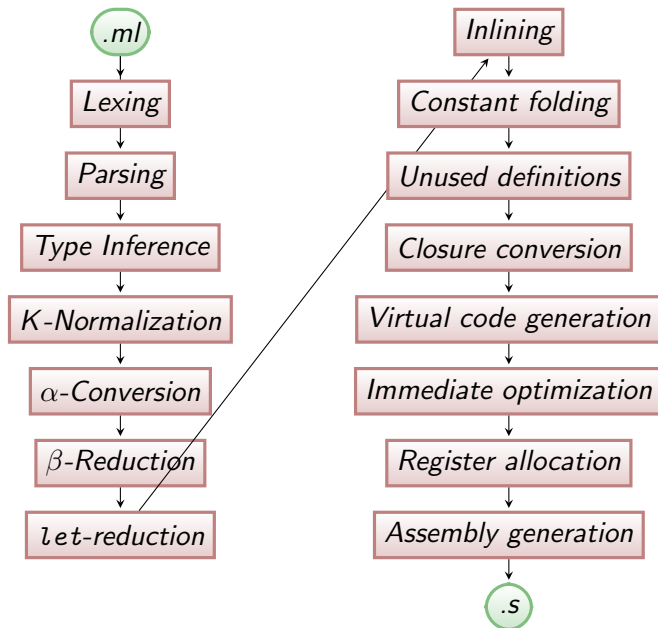 .ml
Lexing
Parsing
Type Inference
K-Normalization
α-Conversion
β-Reduction
let-reduction
Inlining
Constant folding
Unused definitions
Closure conversion
Virtual code generation
Immediate optimization
Register allocation
Assembly generation
.s